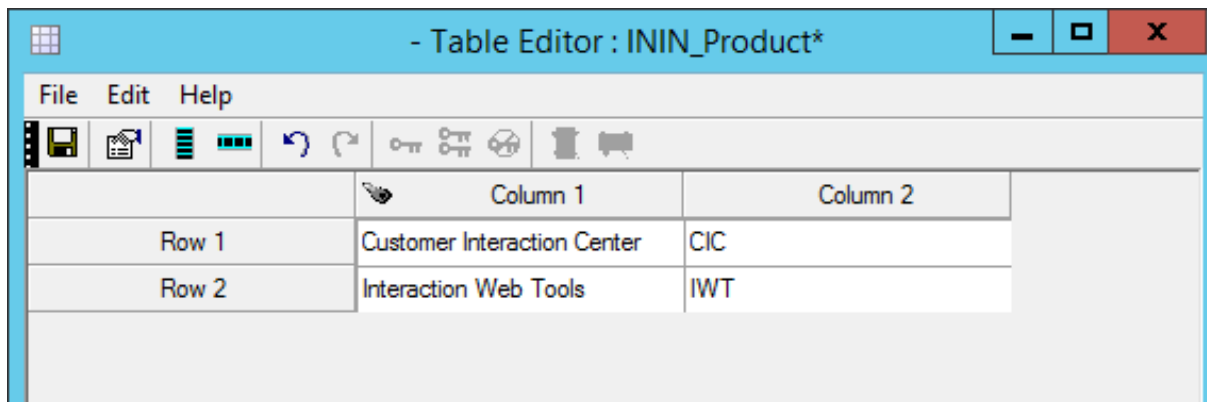 - Table Editor : ININ_Product*
File Edit Help
Column 1 Column 2
Row 1 Customer Interaction Center CIC
Row 2 Interaction Web Tools IWT